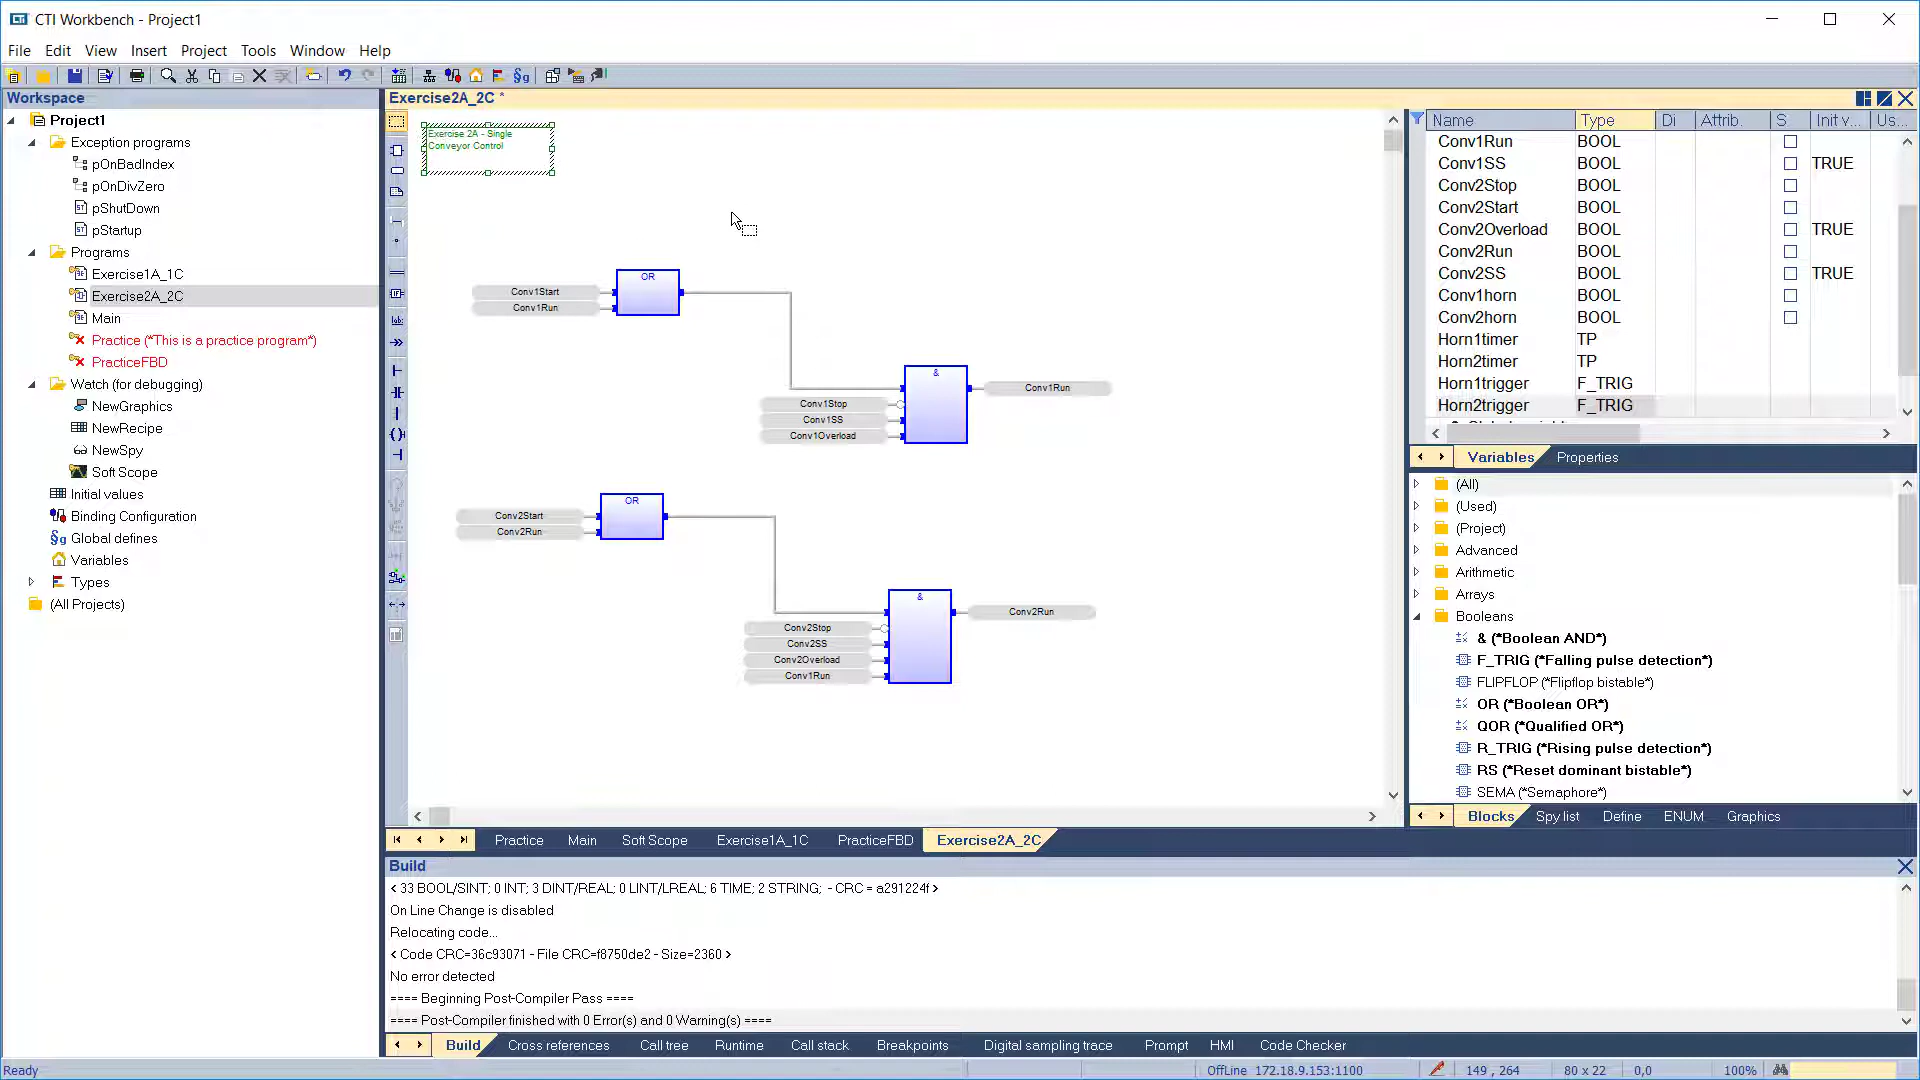 CTI Workbench - Project1
File Edit View Insert Project Tools Window Help
Workspace
Project1
Exception programs
pOnBadIndex
pOnDivZero
pShutDown
pStartup
Programs
Exercise1A_1C
Exercise2A_2C
Main
Practice (*This is a practice program*)
PracticeFBD
Watch (for debugging)
NewGraphics
NewRecipe
NewSpy
Soft Scope
Initial values
Binding Configuration
Global defines
Variables
Types
(All Projects)
Exercise2A_2C *
Exercise 2A - Single
Conveyor Control
OR
Conv1Start
Conv1Run
&
Conv1Run
Conv1Stop
Conv1SS
Conv1Overload
OR
Conv2Start
Conv2Run
&
Conv2Run
Conv2Stop
Conv2SS
Conv2Overload
Conv1Run
Practice Main Soft Scope Exercise1A_1C PracticeFBD Exercise2A_2C
Name Type Di Attrib. S Init v... Us...
Conv1Run BOOL
Conv1SS BOOL TRUE
Conv2Stop BOOL
Conv2Start BOOL
Conv2Overload BOOL TRUE
Conv2Run BOOL
Conv2SS BOOL TRUE
Conv1horn BOOL
Conv2horn BOOL
Horn1timer TP
Horn2timer TP
Horn1trigger F_TRIG
Horn2trigger F_TRIG
Variables Properties
(All)
(Used)
(Project)
Advanced
Arithmetic
Arrays
Booleans
& (*Boolean AND*)
F_TRIG (*Falling pulse detection*)
FLIPFLOP (*Flipflop bistable*)
OR (*Boolean OR*)
QOR (*Qualified OR*)
R_TRIG (*Rising pulse detection*)
RS (*Reset dominant bistable*)
SEMA (*Semaphore*)
Blocks Spy list Define ENUM Graphics
Build
< 33 BOOL/SINT; 0 INT; 3 DINT/REAL; 0 LINT/LREAL; 6 TIME; 2 STRING; - CRC = a291224f >
On Line Change is disabled
Relocating code...
< Code CRC=36c93071 - File CRC=f8750de2 - Size=2360 >
No error detected
==== Beginning Post-Compiler Pass ====
==== Post-Compiler finished with 0 Error(s) and 0 Warning(s) ====
Build Cross references Call tree Runtime Call stack Breakpoints Digital sampling trace Prompt HMI Code Checker
Ready OffLine 172.18.9.153:1100 149 , 264 80 x 22 0,0 100%